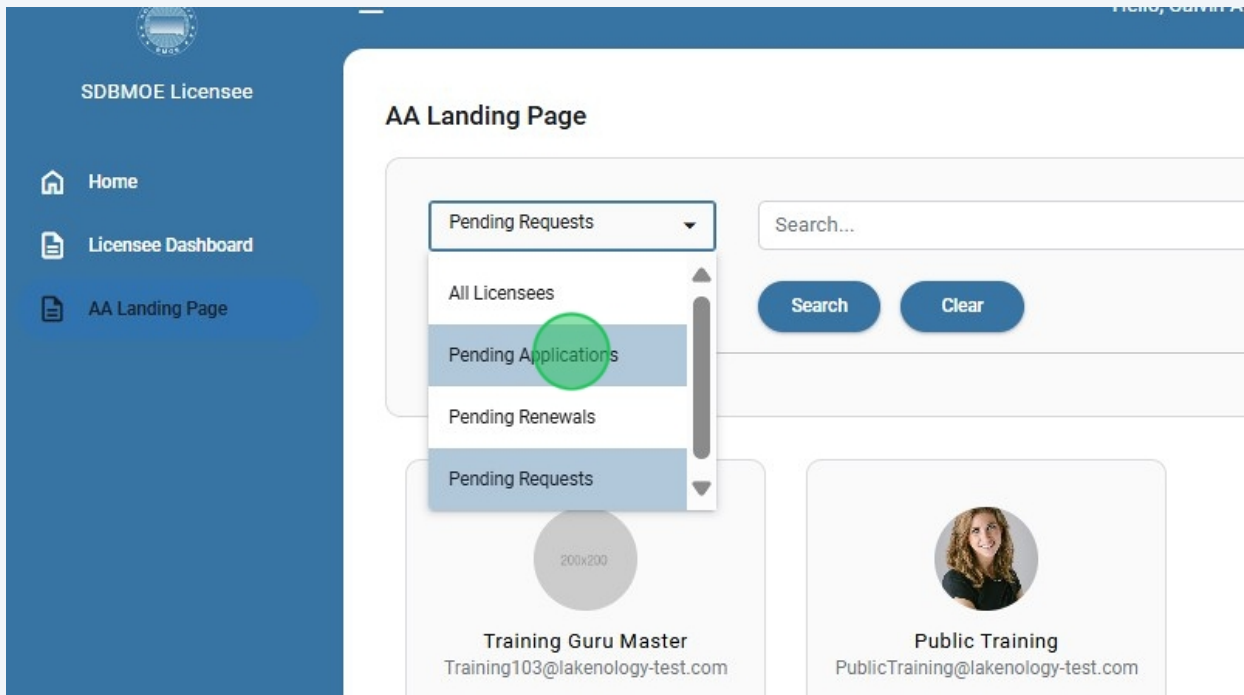 SDBMOE Licensee
Home
Licensee Dashboard
AA Landing Page
AA Landing Page
Pending Requests
Search...
All Licensees
Pending Applications
Pending Renewals
Pending Requests
Search
Clear
200x200
Training Guru Master
Training103@lakenology-test.com
Public Training
PublicTraining@lakenology-test.com